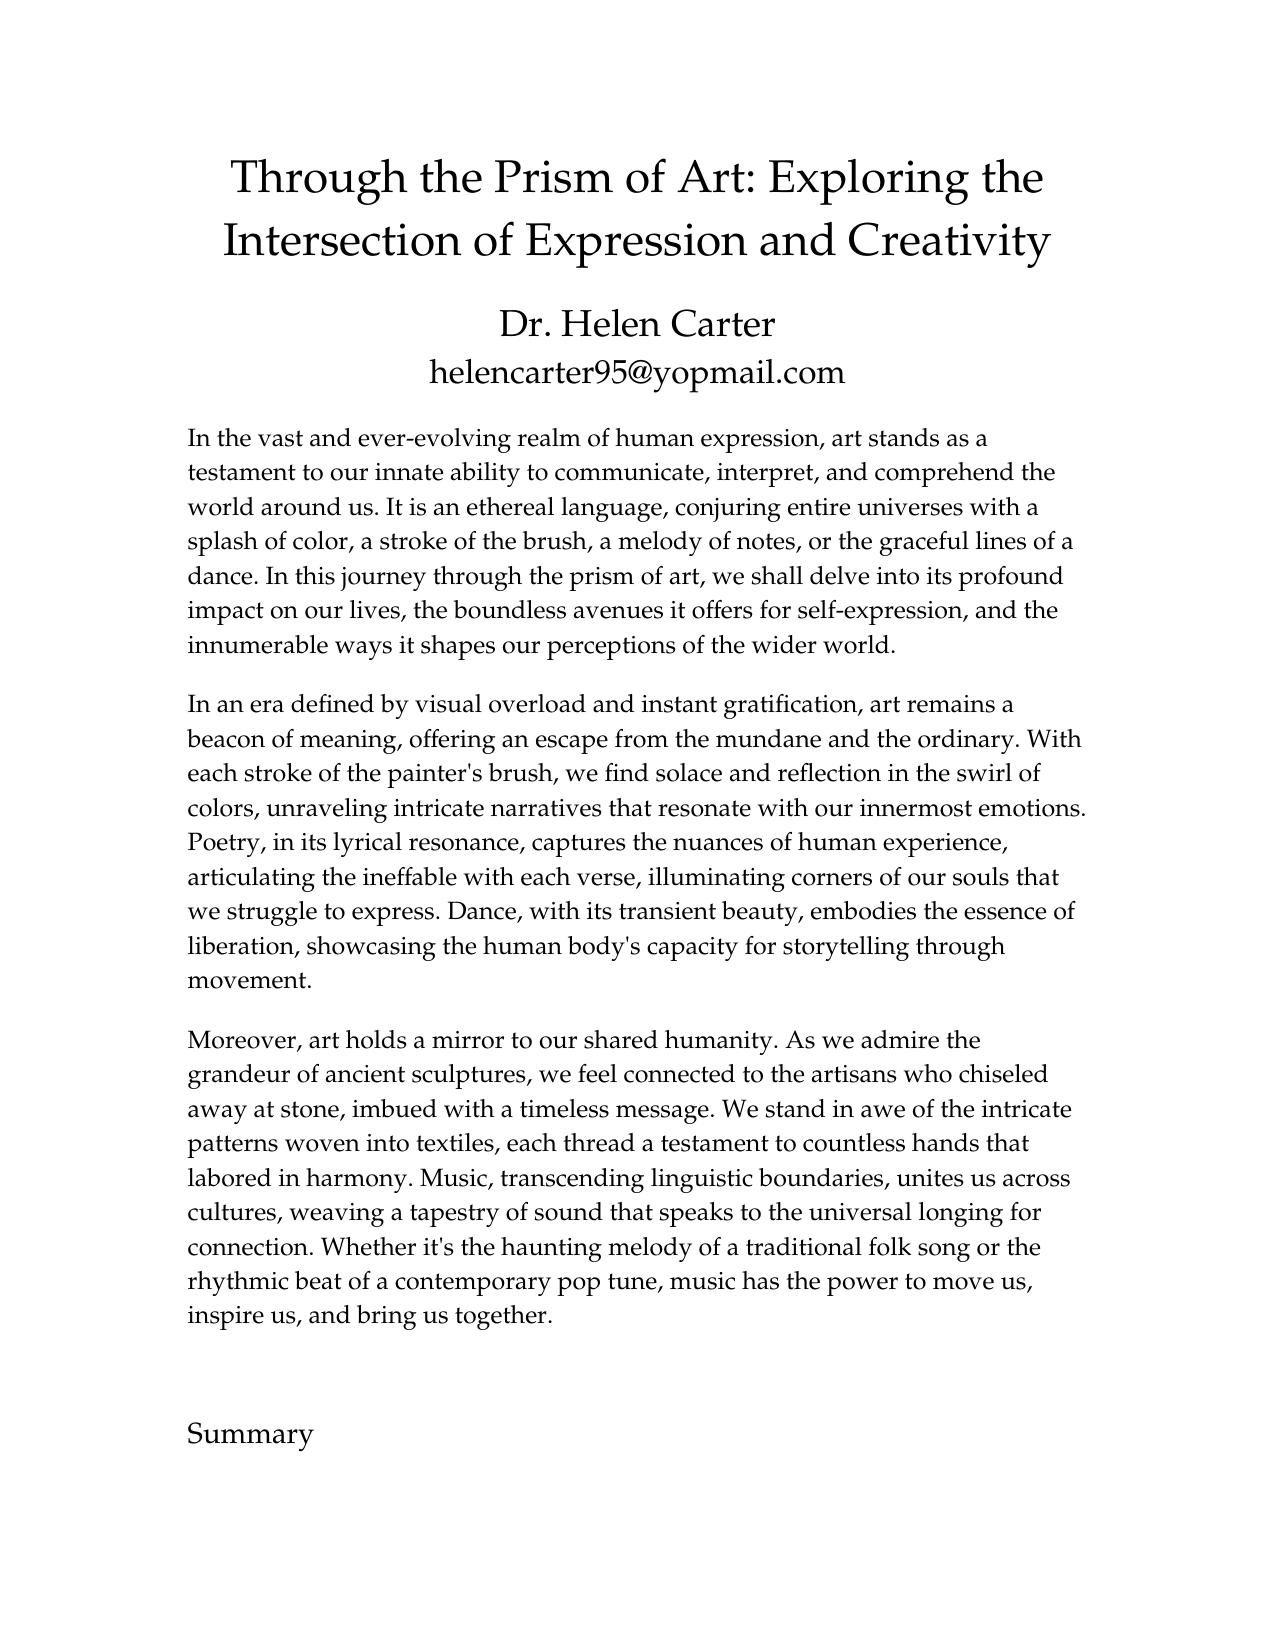 Through the Prism of Art: Exploring the
Intersection of Expression and Creativity
Dr. Helen Carter
helencarter95@yopmail.com
In the vast and ever-evolving realm of human expression, art stands as a
testament to our innate ability to communicate, interpret, and comprehend the
world around us. It is an ethereal language, conjuring entire universes with a
splash of color, a stroke of the brush, a melody of notes, or the graceful lines of a
dance. In this journey through the prism of art, we shall delve into its profound
impact on our lives, the boundless avenues it offers for self-expression, and the
innumerable ways it shapes our perceptions of the wider world.
In an era defined by visual overload and instant gratification, art remains a
beacon of meaning, offering an escape from the mundane and the ordinary. With
each stroke of the painter's brush, we find solace and reflection in the swirl of
colors, unraveling intricate narratives that resonate with our innermost emotions.
Poetry, in its lyrical resonance, captures the nuances of human experience,
articulating the ineffable with each verse, illuminating corners of our souls that
we struggle to express. Dance, with its transient beauty, embodies the essence of
liberation, showcasing the human body's capacity for storytelling through
movement.
Moreover, art holds a mirror to our shared humanity. As we admire the
grandeur of ancient sculptures, we feel connected to the artisans who chiseled
away at stone, imbued with a timeless message. We stand in awe of the intricate
patterns woven into textiles, each thread a testament to countless hands that
labored in harmony. Music, transcending linguistic boundaries, unites us across
cultures, weaving a tapestry of sound that speaks to the universal longing for
connection. Whether it's the haunting melody of a traditional folk song or the
rhythmic beat of a contemporary pop tune, music has the power to move us,
inspire us, and bring us together.
Summary